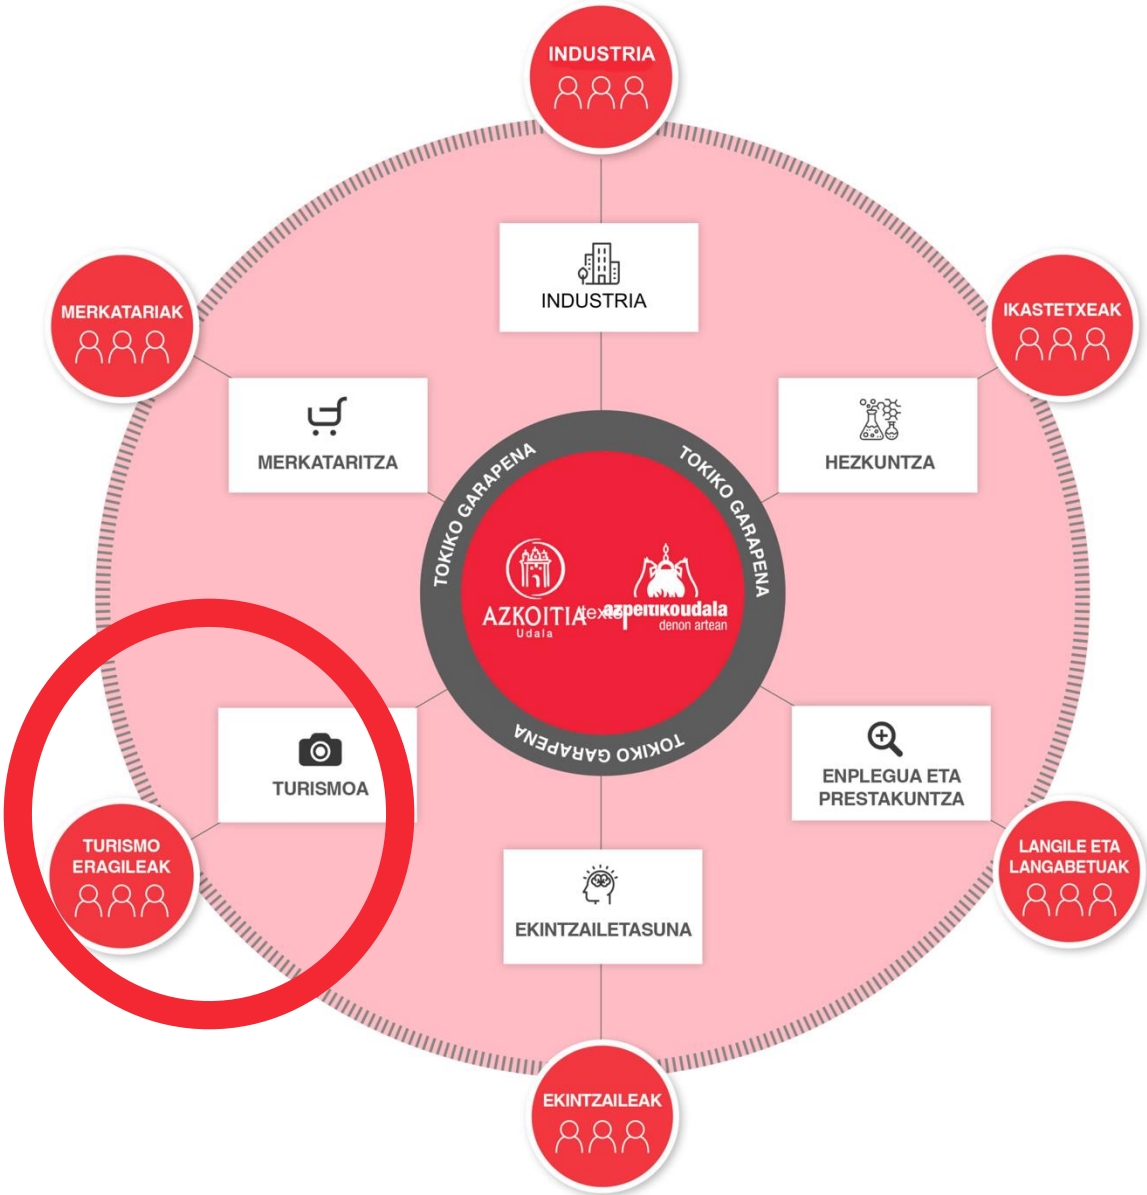 INDUSTRIA
INDUSTRIA
MERKATARIAK
IKASTETXEAK
MERKATARITZA
HEZKUNTZA
TOKIKO GARAPENA
TOKIKO GARAPENA
AZKOITIA
Udala
texto
azpeitikoudala
denon artean
TOKIKO GARAPENA
TURISMOA
ENPLEGUA ETA
PRESTAKUNTZA
TURISMO
ERAGILEAK
LANGILE ETA
LANGABETUAK
EKINTZAILETASUNA
EKINTZAILEAK